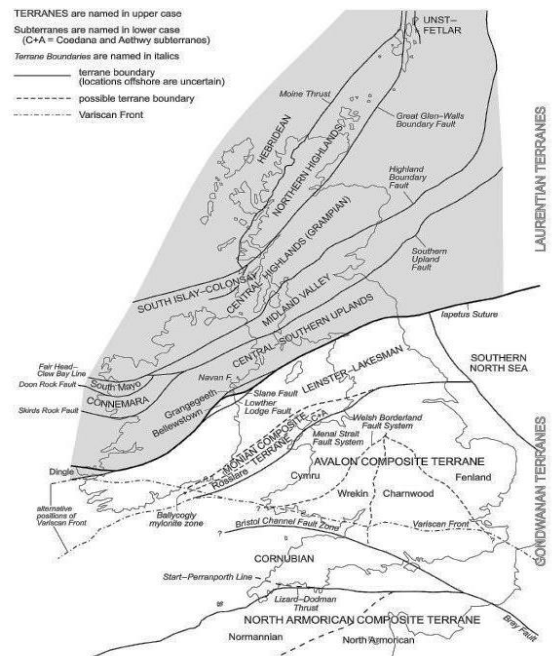 TERRANES are named in upper case
Subterranes are named in lower case
(C+A = Coedana and Aethwy subterranes)
Terrane Boundaries are named in italics
terrane boundary
(locations offshore are uncertain)
possible terrane boundary
Variscan Front
UNST–
FETLAR
Moine Thrust
Great Glen–Walls
Boundary Fault
HEBRIDEAN
NORTHERN HIGHLANDS
Highland
Boundary
Fault
CENTRAL HIGHLANDS (GRAMPIAN)
Southern
Upland
Fault
SOUTH ISLAY–COLONSAY
MIDLAND VALLEY
CENTRAL–SOUTHERN UPLANDS
LAURENTIAN TERRANES
Iapetus Suture
Fair Head–
Clew Bay Line
Doon Rock Fault
South Mayo
CONNEMARA
Skirds Rock Fault
Navan F.
Grangegeeth
Bellewstown
Slane Fault
Lowther
Lodge Fault
LEINSTER–LAKESMAN
SOUTHERN
NORTH SEA
C+A
Welsh Borderland
Fault System
Menai Strait
Fault System
MONIAN COMPOSITE
TERRANE
Rosslare
AVALON COMPOSITE TERRANE
Dingle
Cymru
Fenland
Wrekin
Charnwood
alternative
positions of
Variscan Front
Ballycogly
mylonite zone
?
Bristol Channel Fault Zone
Variscan Front
GONDWANAN TERRANES
CORNUBIAN
Start–Perranporth Line
Lizard–Dodman
Thrust
NORTH ARMORICAN COMPOSITE TERRANE
Bray Fault
Normannian
North Armorican